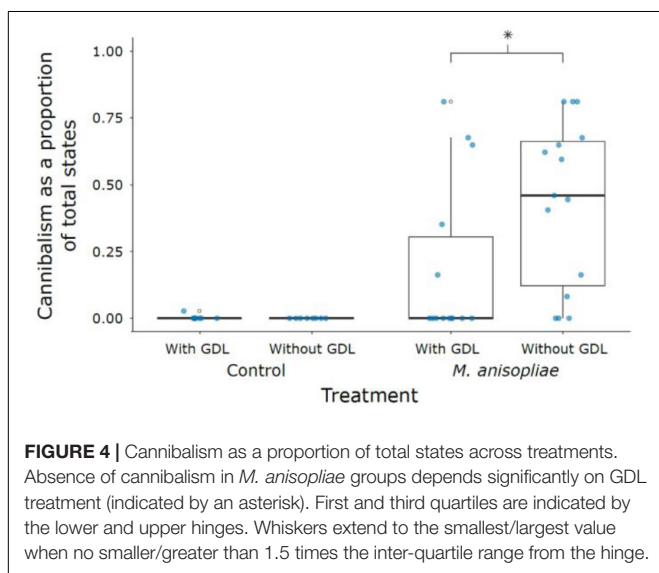 Cannibalism as a proportion
of total states
1.00
0.75
0.50
0.25
0.00
*
With GDL Without GDL With GDL Without GDL
Control M. anisopliae
Treatment
FIGURE 4 | Cannibalism as a proportion of total states across treatments.
Absence of cannibalism in M. anisopliae groups depends significantly on GDL
treatment (indicated by an asterisk). First and third quartiles are indicated by
the lower and upper hinges. Whiskers extend to the smallest/largest value
when no smaller/greater than 1.5 times the inter-quartile range from the hinge.